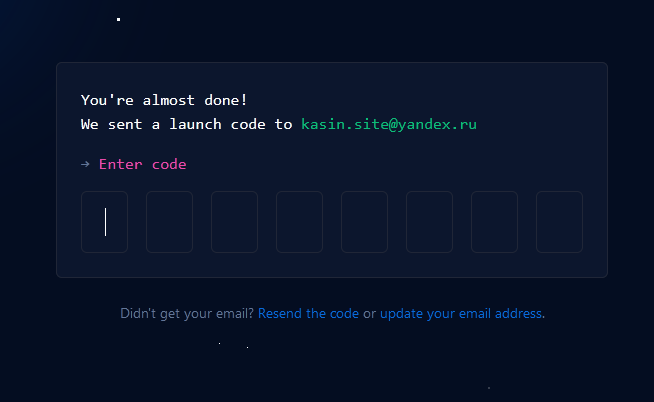 You're almost done!
We sent a launch code to kasin.site@yandex.ru
→ Enter code
Didn't get your email? Resend the code or update your email address.